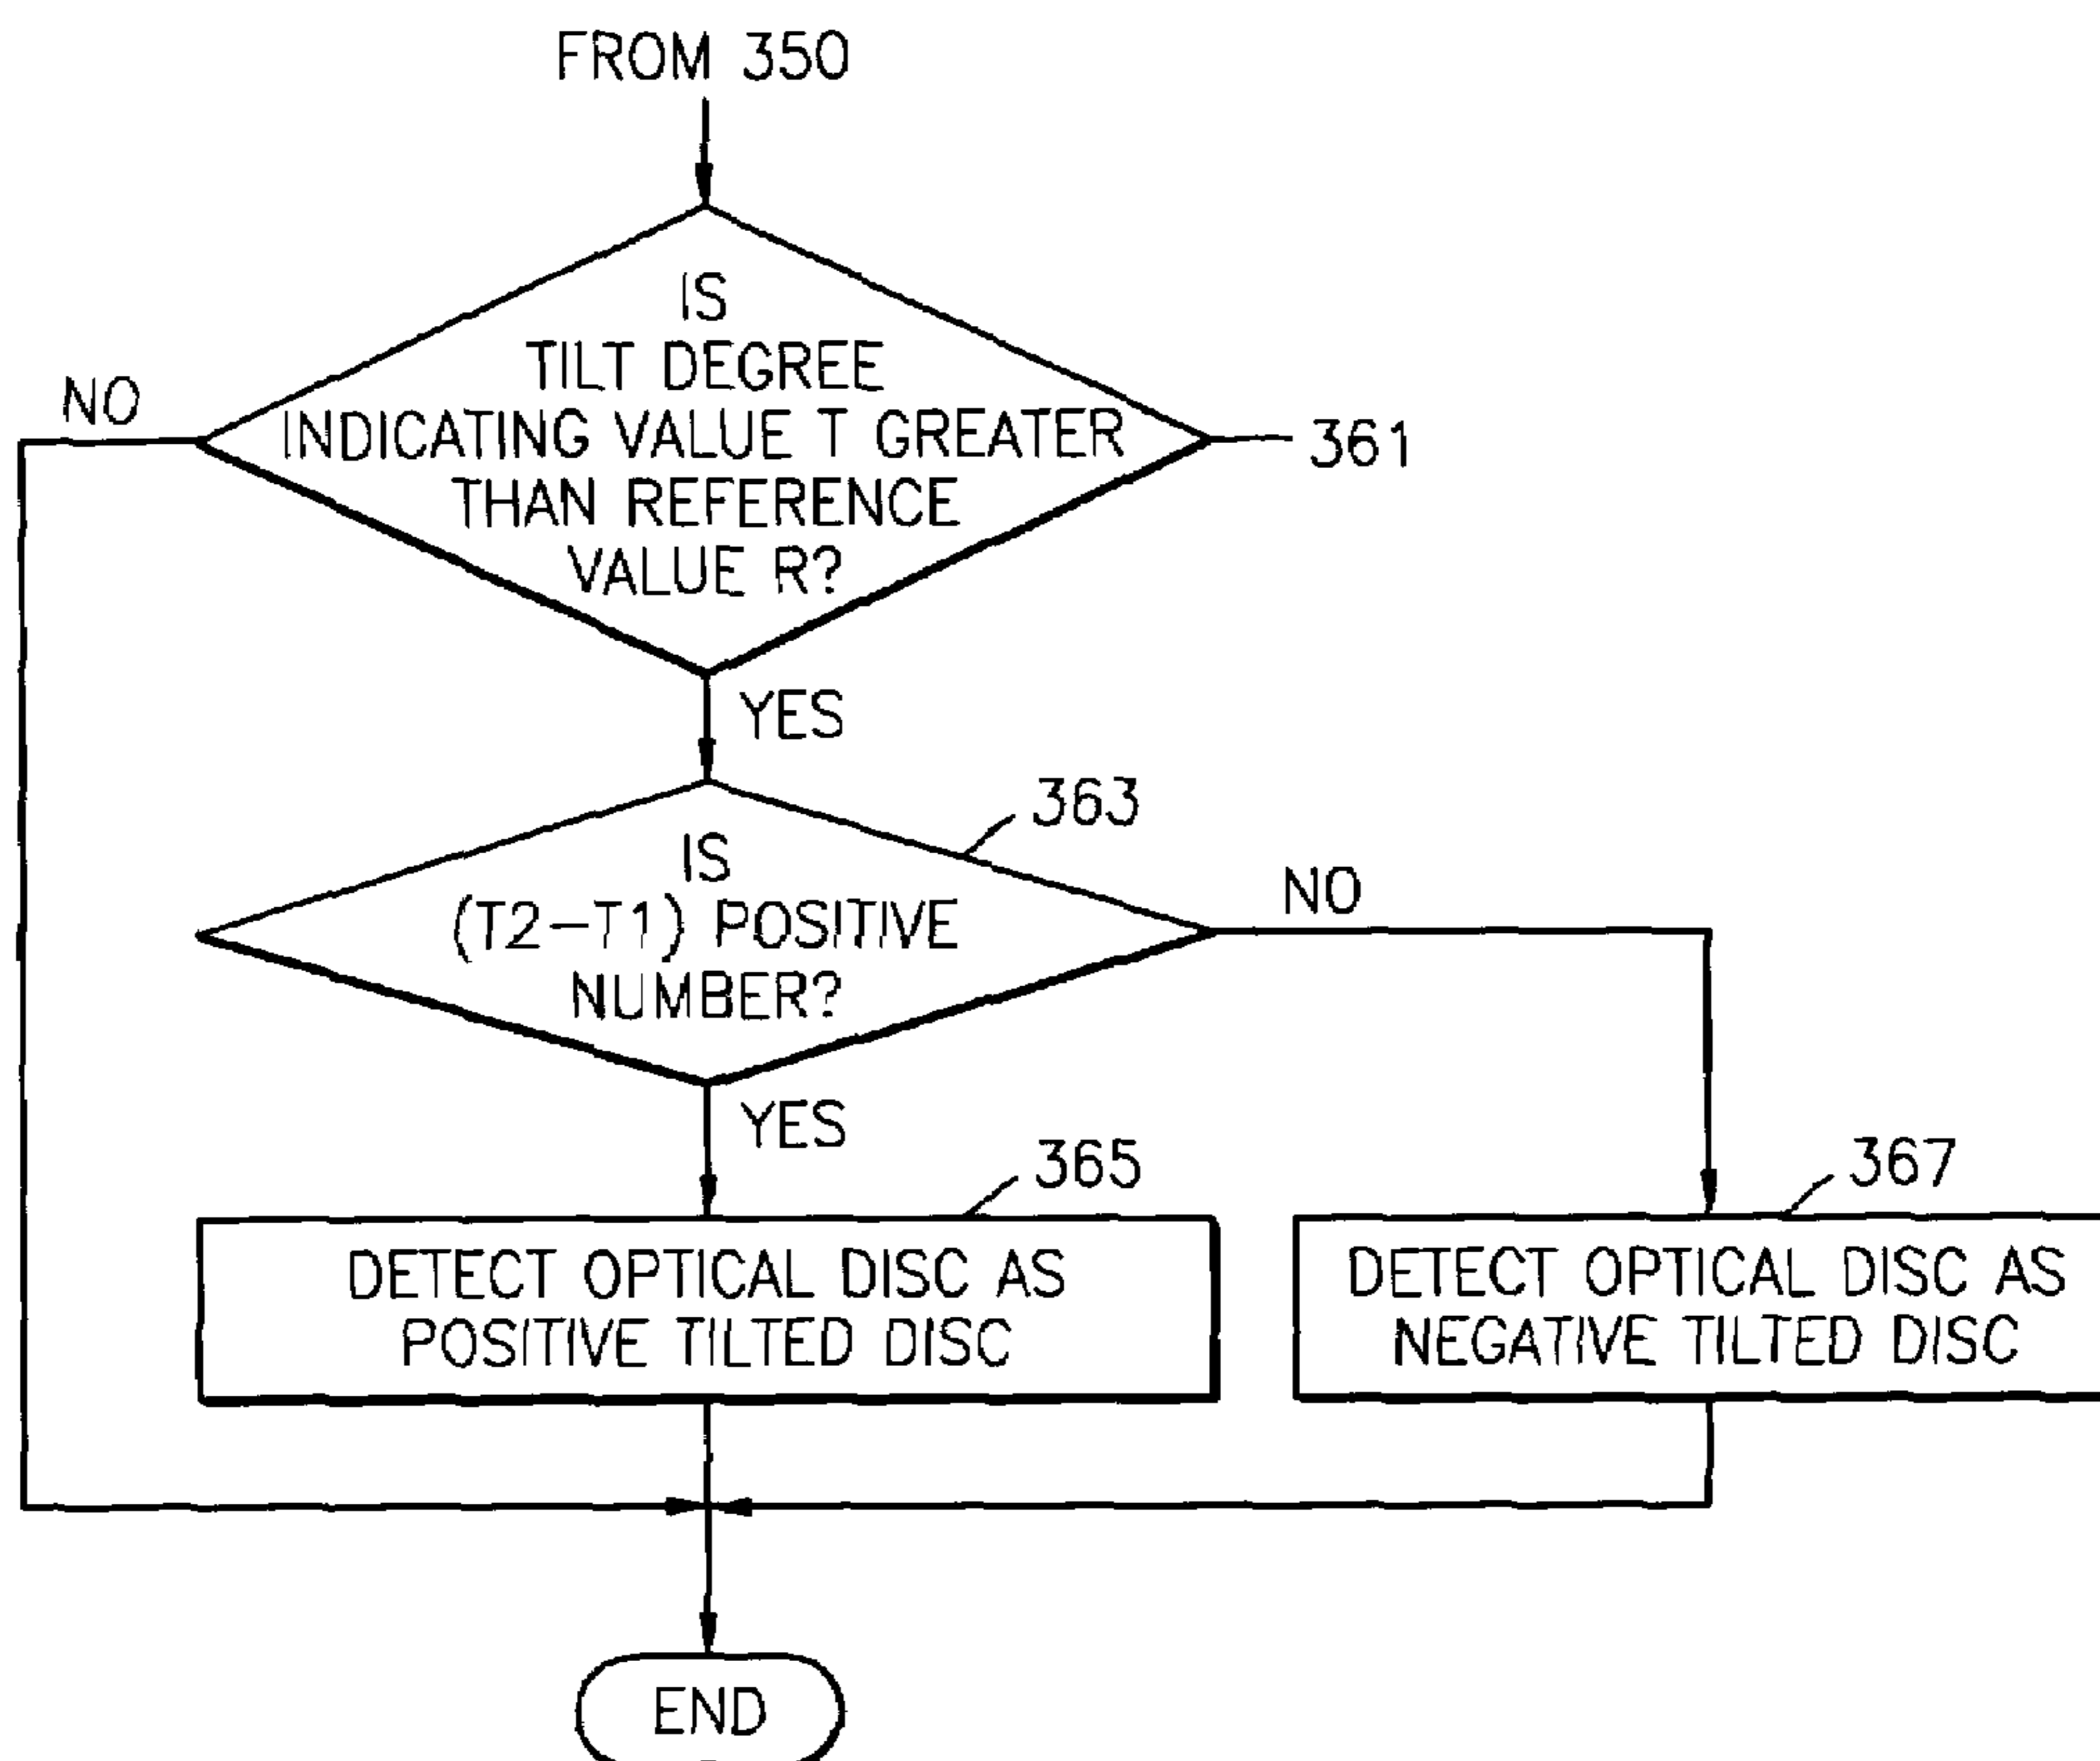 FROM 350
IS
TILT DEGREE
INDICATING VALUE T GREATER
THAN REFERENCE
VALUE R?
NO
361
YES
363
IS
(T2-T1) POSITIVE
NUMBER?
NO
YES
365
367
DETECT OPTICAL DISC AS
POSITIVE TILTED DISC
DETECT OPTICAL DISC AS
NEGATIVE TILTED DISC
END